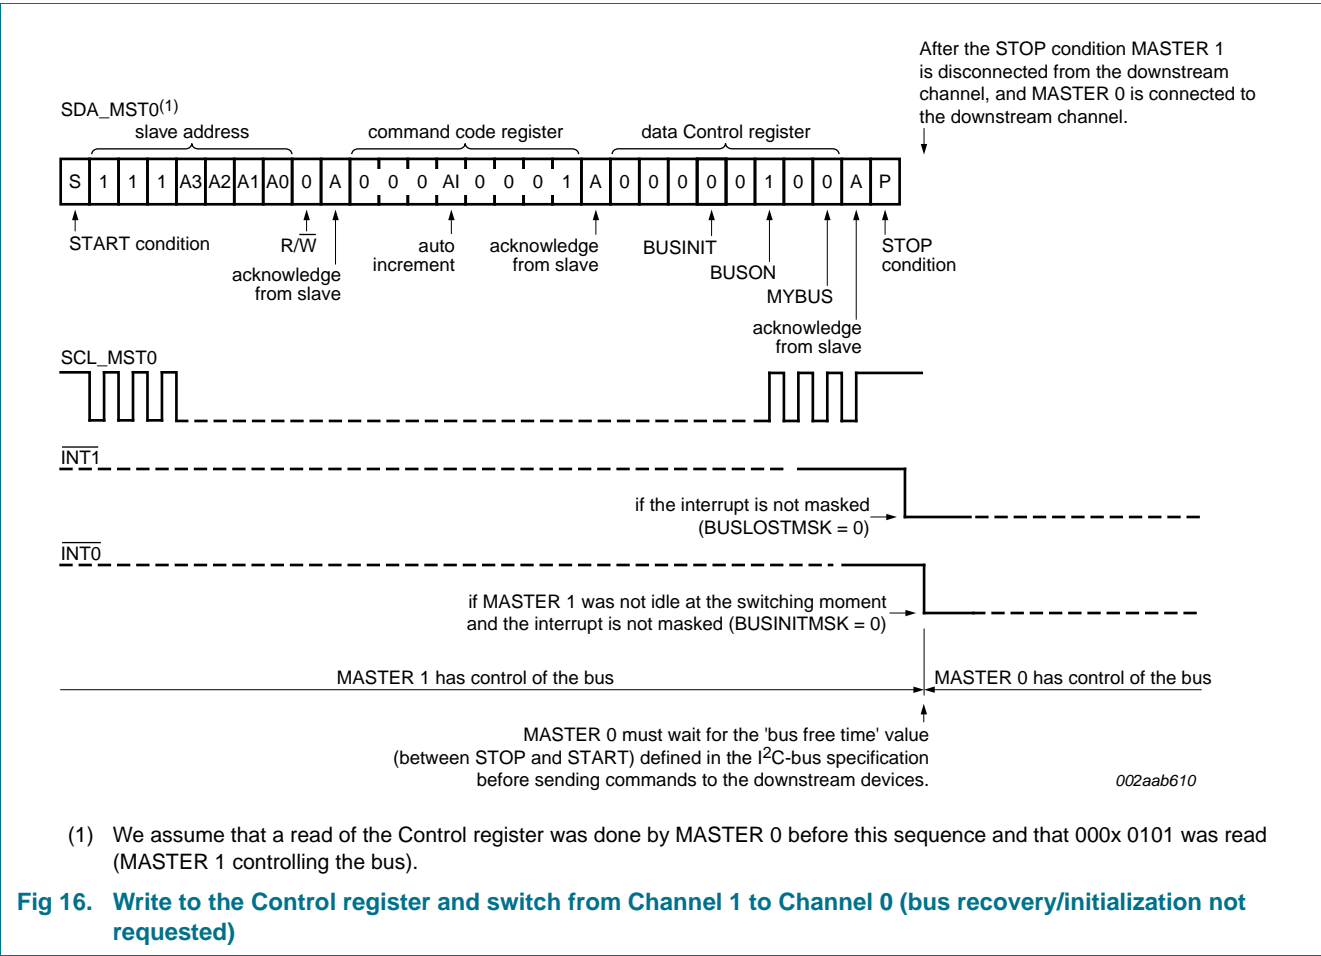 After the STOP condition MASTER 1
is disconnected from the downstream
channel, and MASTER 0 is connected to
the downstream channel.
SDA_MST0(1)
slave address command code register data Control register
S 1 1 1 A3 A2 A1 A0 0 A 0 0 0 AI 0 0 0 1 A 0 0 0 0 0 1 0 0 A P
START condition
R/W
acknowledge
from slave
auto
increment
acknowledge
from slave
BUSINIT
BUSON
MYBUS
acknowledge
from slave
STOP
condition
SCL_MST0
INT1
if the interrupt is not masked
(BUSLOSTMSK = 0)
INT0
if MASTER 1 was not idle at the switching moment
and the interrupt is not masked (BUSINITMSK = 0)
MASTER 1 has control of the bus MASTER 0 has control of the bus
MASTER 0 must wait for the 'bus free time' value
(between STOP and START) defined in the I2C-bus specification
before sending commands to the downstream devices.
002aab610
(1) We assume that a read of the Control register was done by MASTER 0 before this sequence and that 000x 0101 was read
(MASTER 1 controlling the bus).
Fig 16. Write to the Control register and switch from Channel 1 to Channel 0 (bus recovery/initialization not
requested)